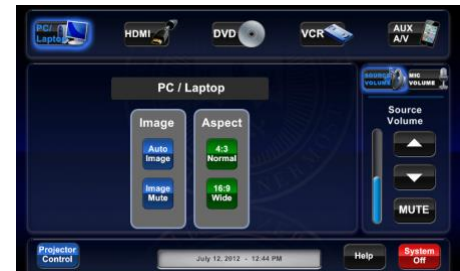 PC/
Laptop
HDMI
DVD
VCR
AUX
A/V
PC / Laptop
Image
Auto
Image
Image
Mute
Aspect
4:3
Normal
16:9
Wide
SOURCE
VOLUME
MIC
VOLUME
Source
Volume
MUTE
Projector
Control
July 12, 2012 - 12:44 PM
Help
System
Off